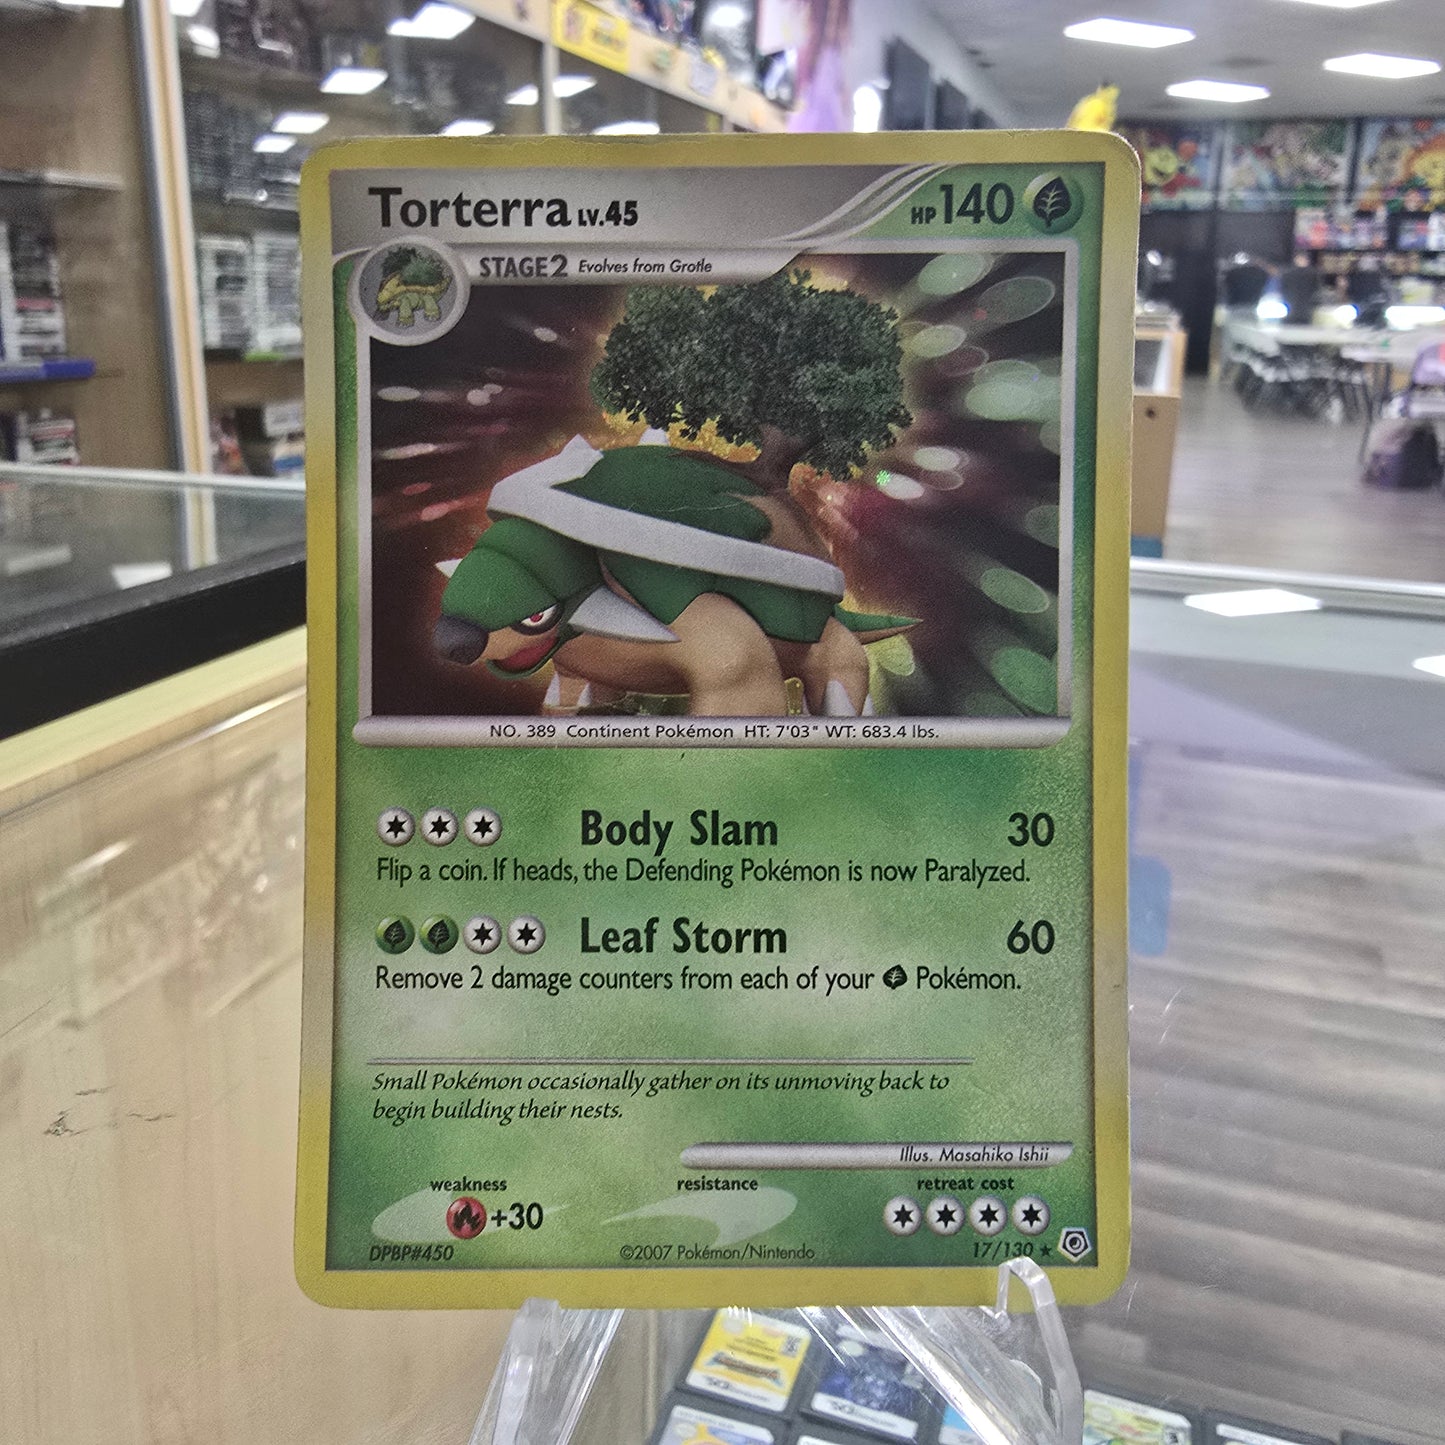 Torterra LV.45 HP 140
STAGE 2 Evolves from Grotle
NO. 389 Continent Pokémon HT: 7'03" WT: 683.4 lbs.
Body Slam 30
Flip a coin. If heads, the Defending Pokémon is now Paralyzed.
Leaf Storm 60
Remove 2 damage counters from each of your Pokémon.
Small Pokémon occasionally gather on its unmoving back to
begin building their nests.
Illus. Masahiko Ishii
weakness resistance retreat cost
+30
DPBP#450 ©2007 Pokémon/Nintendo 17/130 ★